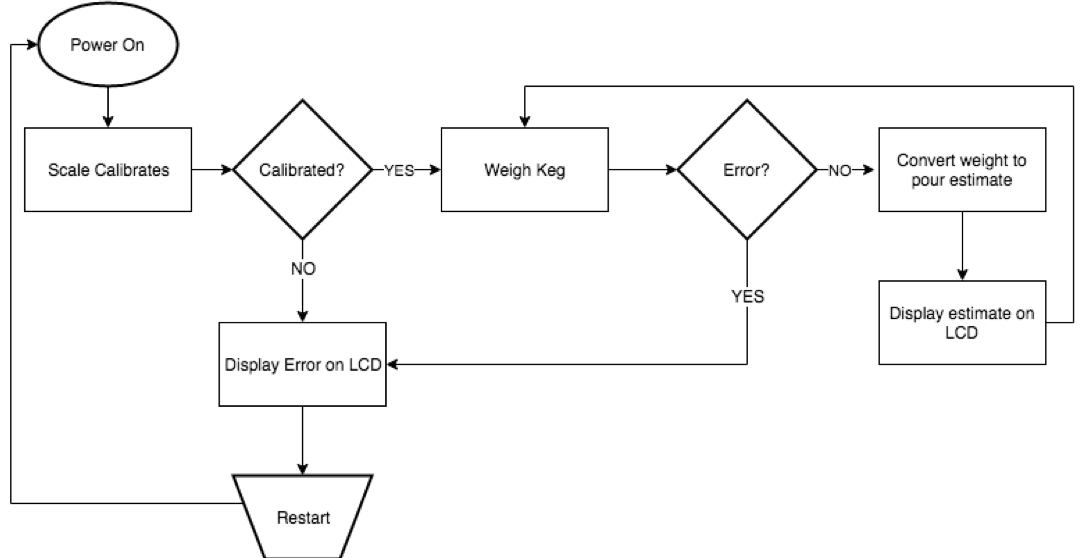 Power On
Scale Calibrates
Calibrated?
YES
Weigh Keg
Error?
NO
Convert weight to
pour estimate
NO
YES
Display estimate on
LCD
Display Error on LCD
Restart